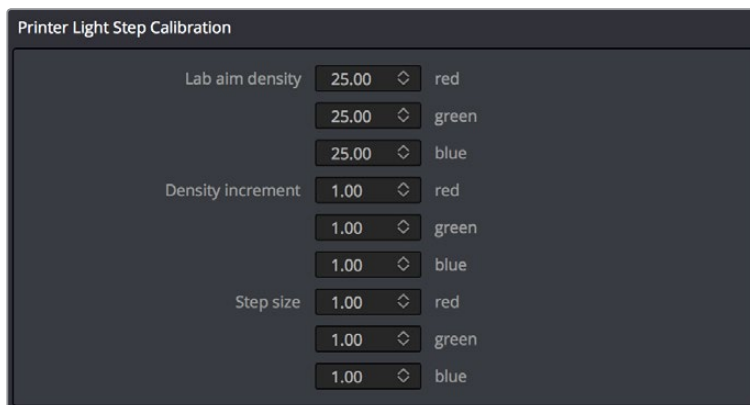 Printer Light Step Calibration
Lab aim density 25.00 red
25.00 green
25.00 blue
Density increment 1.00 red
1.00 green
1.00 blue
Step size 1.00 red
1.00 green
1.00 blue